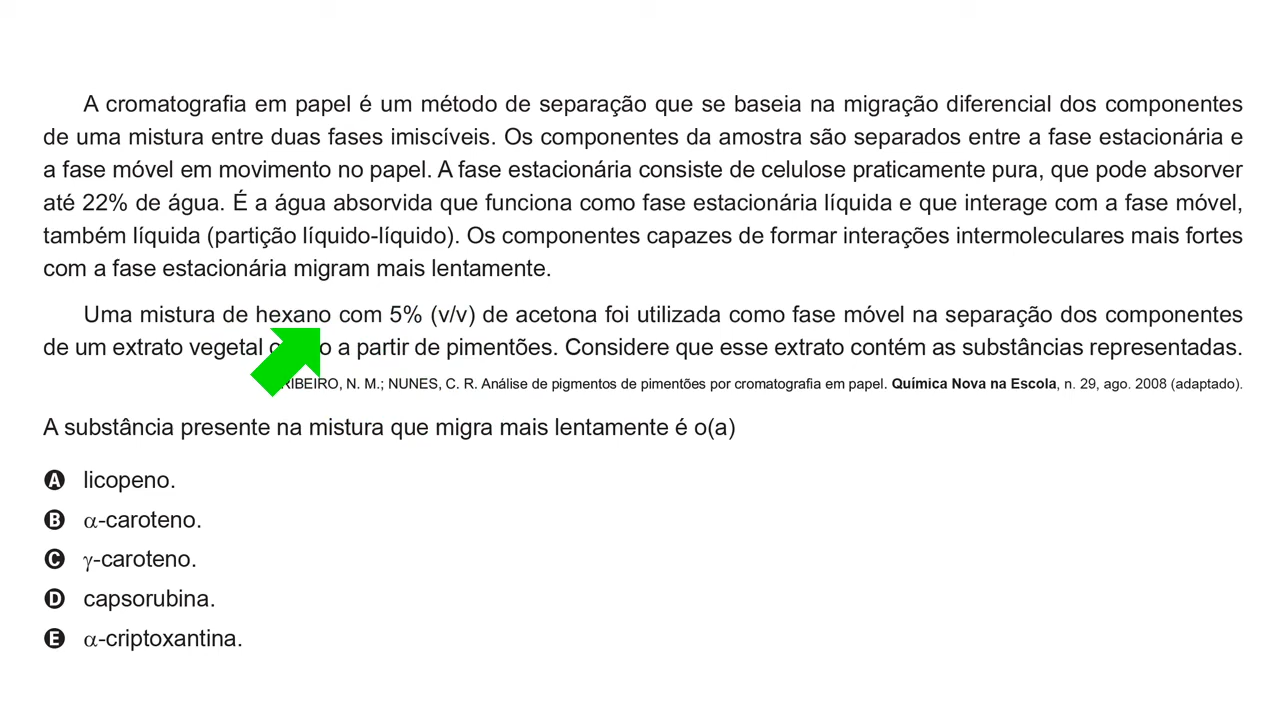 A cromatografia em papel é um método de separação que se baseia na migração diferencial dos componentes
de uma mistura entre duas fases imiscíveis. Os componentes da amostra são separados entre a fase estacionária e
a fase móvel em movimento no papel. A fase estacionária consiste de celulose praticamente pura, que pode absorver
até 22% de água. É a água absorvida que funciona como fase estacionária líquida e que interage com a fase móvel,
também líquida (partição líquido-líquido). Os componentes capazes de formar interações intermoleculares mais fortes
com a fase estacionária migram mais lentamente.
Uma mistura de hexano com 5% (v/v) de acetona foi utilizada como fase móvel na separação dos componentes
de um extrato vegetal a partir de pimentões. Considere que esse extrato contém as substâncias representadas.
RIBEIRO, N. M.; NUNES, C. R. Análise de pigmentos de pimentões por cromatografia em papel. Química Nova na Escola, n. 29, ago. 2008 (adaptado).
A substância presente na mistura que migra mais lentamente é o(a)
A licopeno.
B α-caroteno.
C γ-caroteno.
D capsorubina.
E α-criptoxantina.